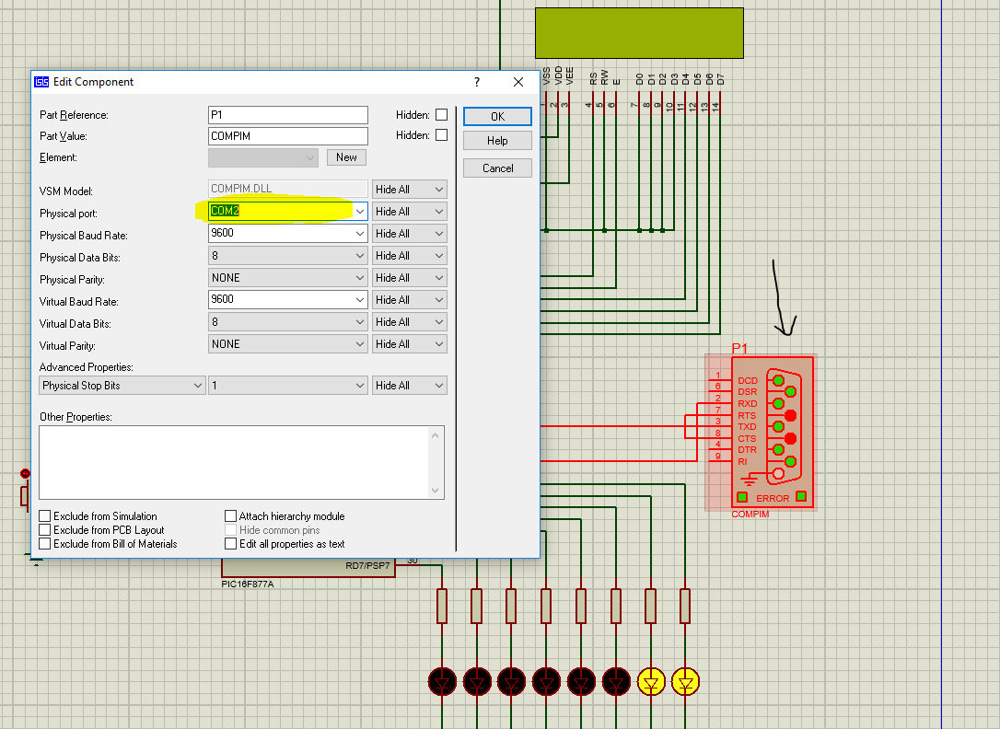 Edit Component
?
Part Reference:
P1
Hidden:
OK
Part Value:
COMPIM
Hidden:
Help
Element:
New
Cancel
VSM Model:
COMPIM.DLL
Hide All
Physical port:
COM2
Hide All
Physical Baud Rate:
9600
Hide All
Physical Data Bits:
8
Hide All
Physical Parity:
NONE
Hide All
Virtual Baud Rate:
9600
Hide All
Virtual Data Bits:
8
Hide All
Virtual Parity:
NONE
Hide All
Advanced Properties:
Physical Stop Bits
1
Hide All
Other Properties:
Exclude from Simulation
Attach hierarchy module
Exclude from PCB Layout
Hide common pins
Exclude from Bill of Materials
Edit all properties as text
VSS
VDD
VEE
RS
RW
E
D0
D1
D2
D3
D4
D5
D6
D7
1
2
3
4
5
6
7
8
9
10
11
12
13
14
P1
1
DCD
6
DSR
2
RXD
7
RTS
3
TXD
8
CTS
4
DTR
9
RI
ERROR
COMPIM
RD7/PSP7
30
PIC16F877A